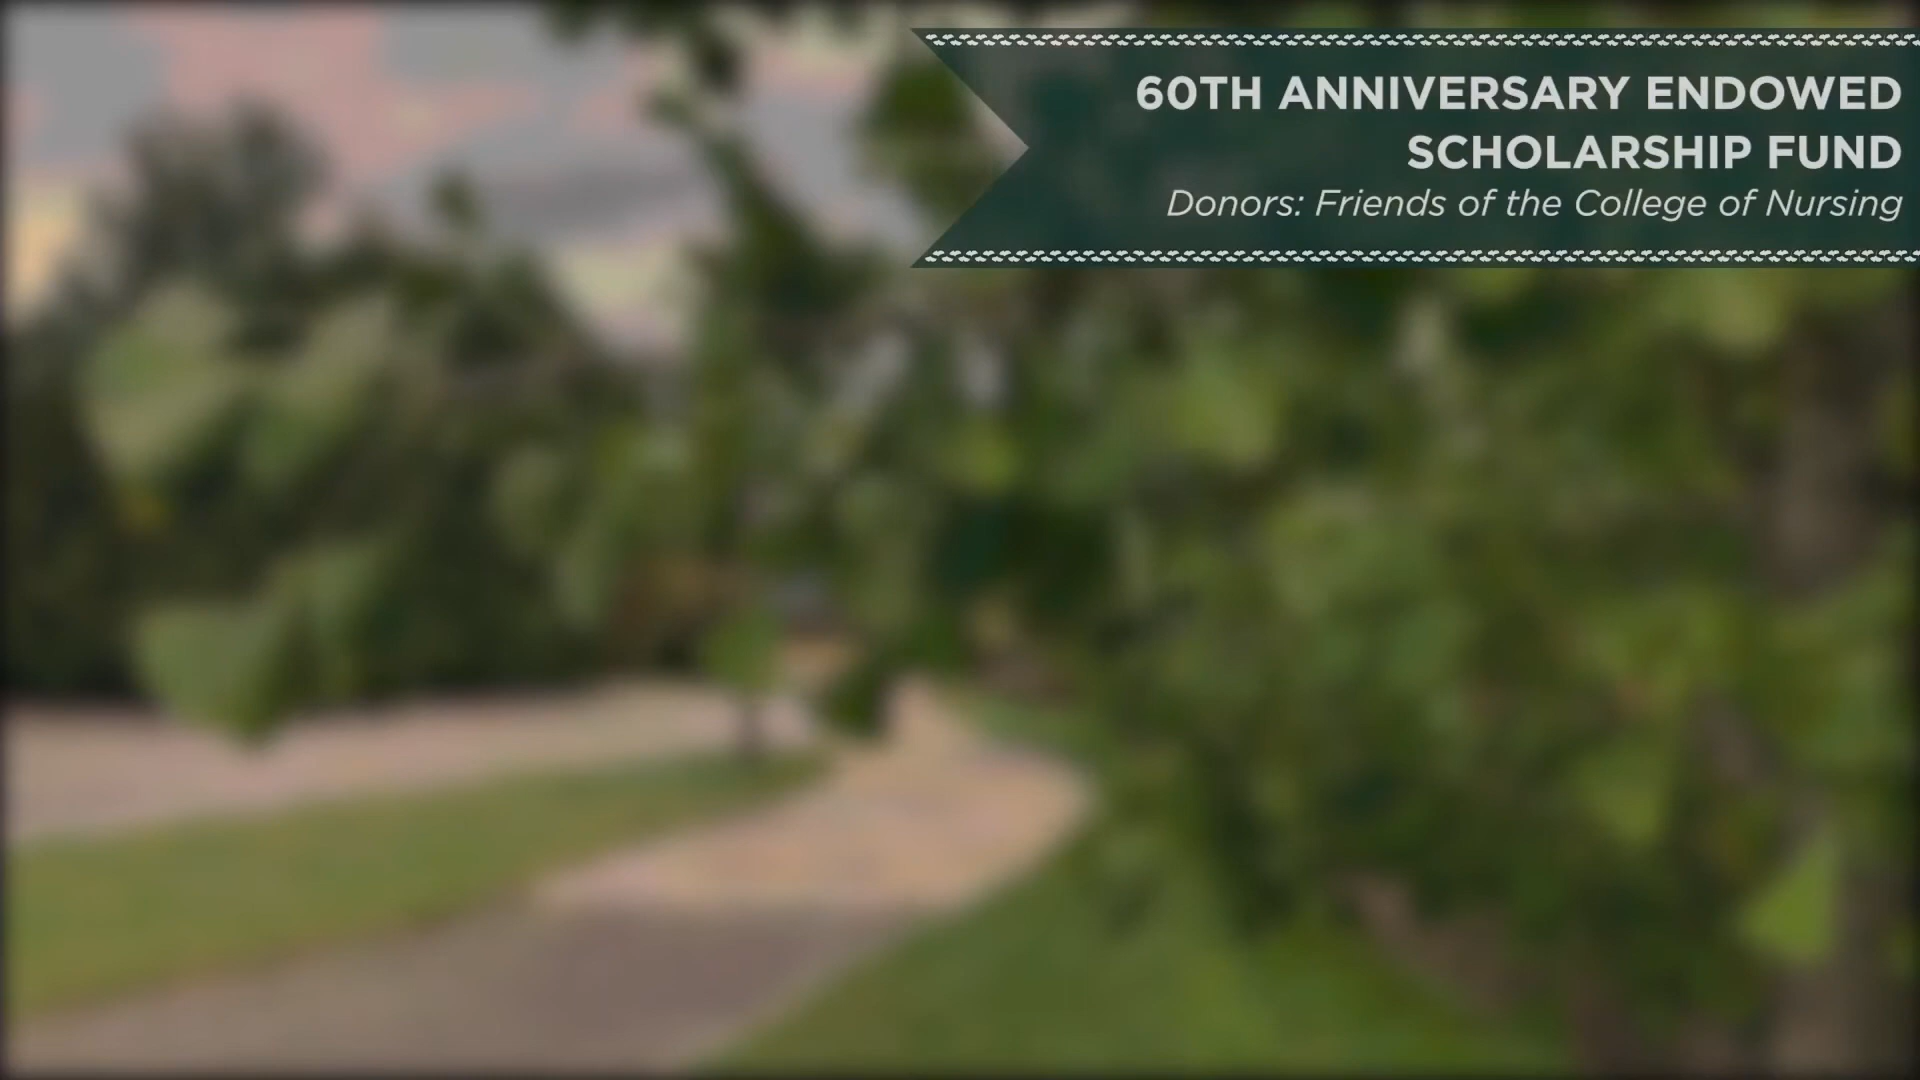 60TH ANNIVERSARY ENDOWED
SCHOLARSHIP FUND
Donors: Friends of the College of Nursing